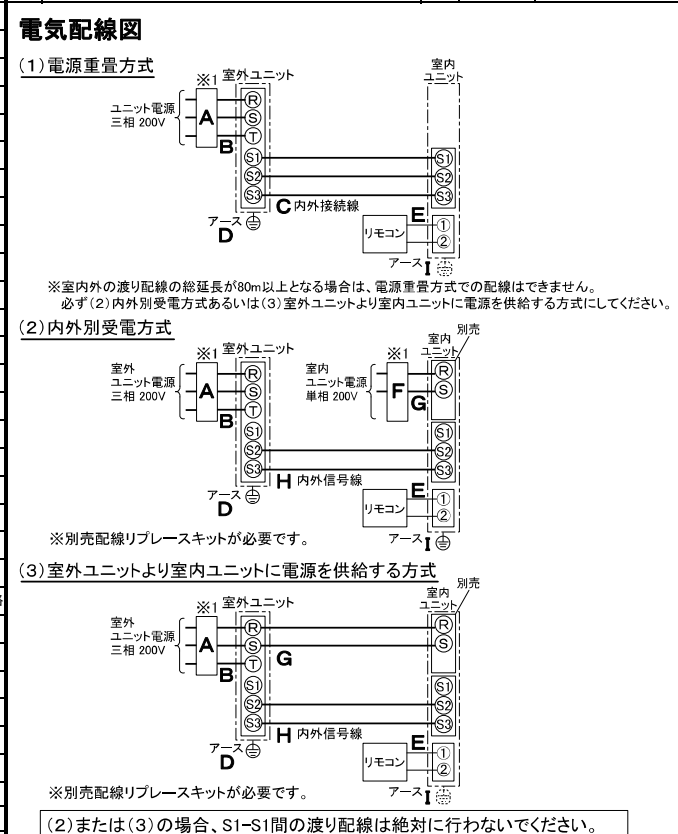 電気配線図
(1)電源重畳方式
※1 室外ユニット
室内
ユニット
ユニット電源
三相 200V
A
B
R
S
T
S1
S2
S3
S1
S2
S3
C 内外接続線
アース
D
リモコン
E
①
②
アース I
※室内外の渡り配線の総延長が80m以上となる場合は、電源重畳方式での配線はできません。
必ず(2)内外別受電方式あるいは(3)室外ユニットより室内ユニットに電源を供給する方式にしてください。
(2)内外別受電方式
※1 室外ユニット
※1
室内
ユニット
別売
室外
ユニット電源
三相 200V
A
B
R
S
T
S1
S2
S3
室内
ユニット電源
単相 200V
F
G
R
S
S1
S2
S3
H 内外信号線
アース
D
リモコン
E
①
②
アース I
※別売配線リプレースキットが必要です。
(3)室外ユニットより室内ユニットに電源を供給する方式
※1 室外ユニット
室内
ユニット
別売
室外
ユニット電源
三相 200V
A
B
R
S
T
S1
S2
S3
G
R
S
S1
S2
S3
H 内外信号線
アース
D
リモコン
E
①
②
アース I
※別売配線リプレースキットが必要です。
(2)または(3)の場合、S1-S1間の渡り配線は絶対に行わないでください。